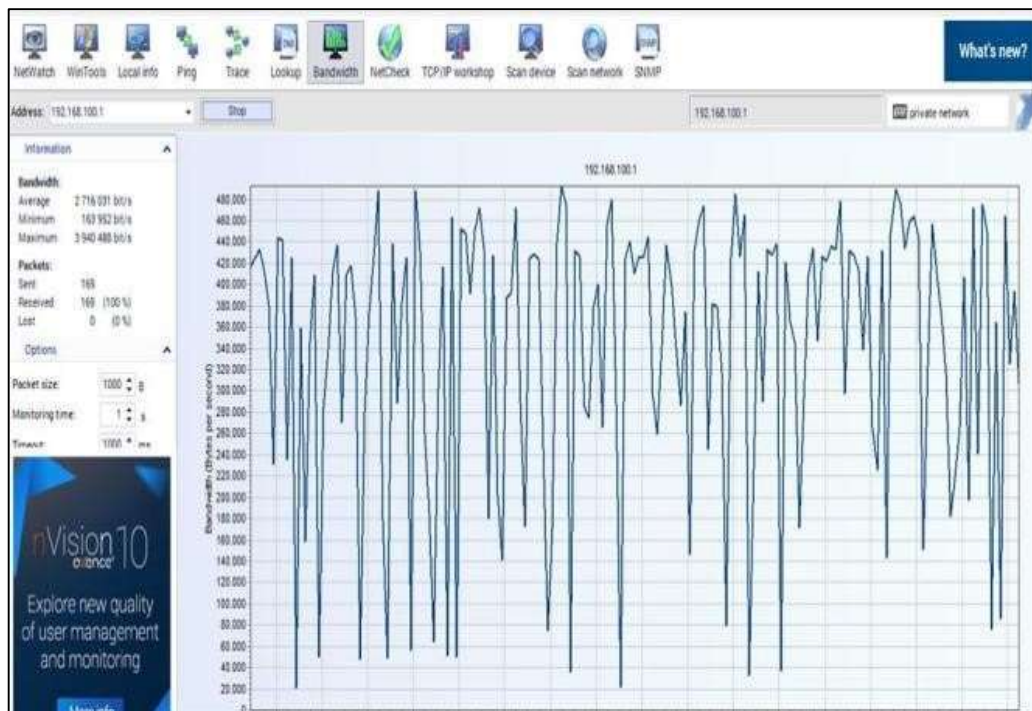 What's new?
NetWatch WinTools Local info Ping Trace Lookup Bandwidth NetCheck TCP/IP workshop Scan device Scan network SNMP
Address: 192.168.100.1 Stop 192.168.100.1 private network
Information
192.168.100.1
Bandwidth:
Average 2 716 031 bit/s
Minimum 163 952 bit/s
Maximum 3 940 488 bit/s
Packets:
Sent 169
Received 169 (100 %)
Lost 0 (0 %)
Options
Packet size: 1000 B
Monitoring time: 1 s
Timeout: 1000 ms
nVision 10
axence
Explore new quality
of user management
and monitoring
More info
Bandwidth (Bytes per second)
480.000
460.000
440.000
420.000
400.000
380.000
360.000
340.000
320.000
300.000
280.000
260.000
240.000
220.000
200.000
180.000
160.000
140.000
120.000
100.000
80.000
60.000
40.000
20.000
0